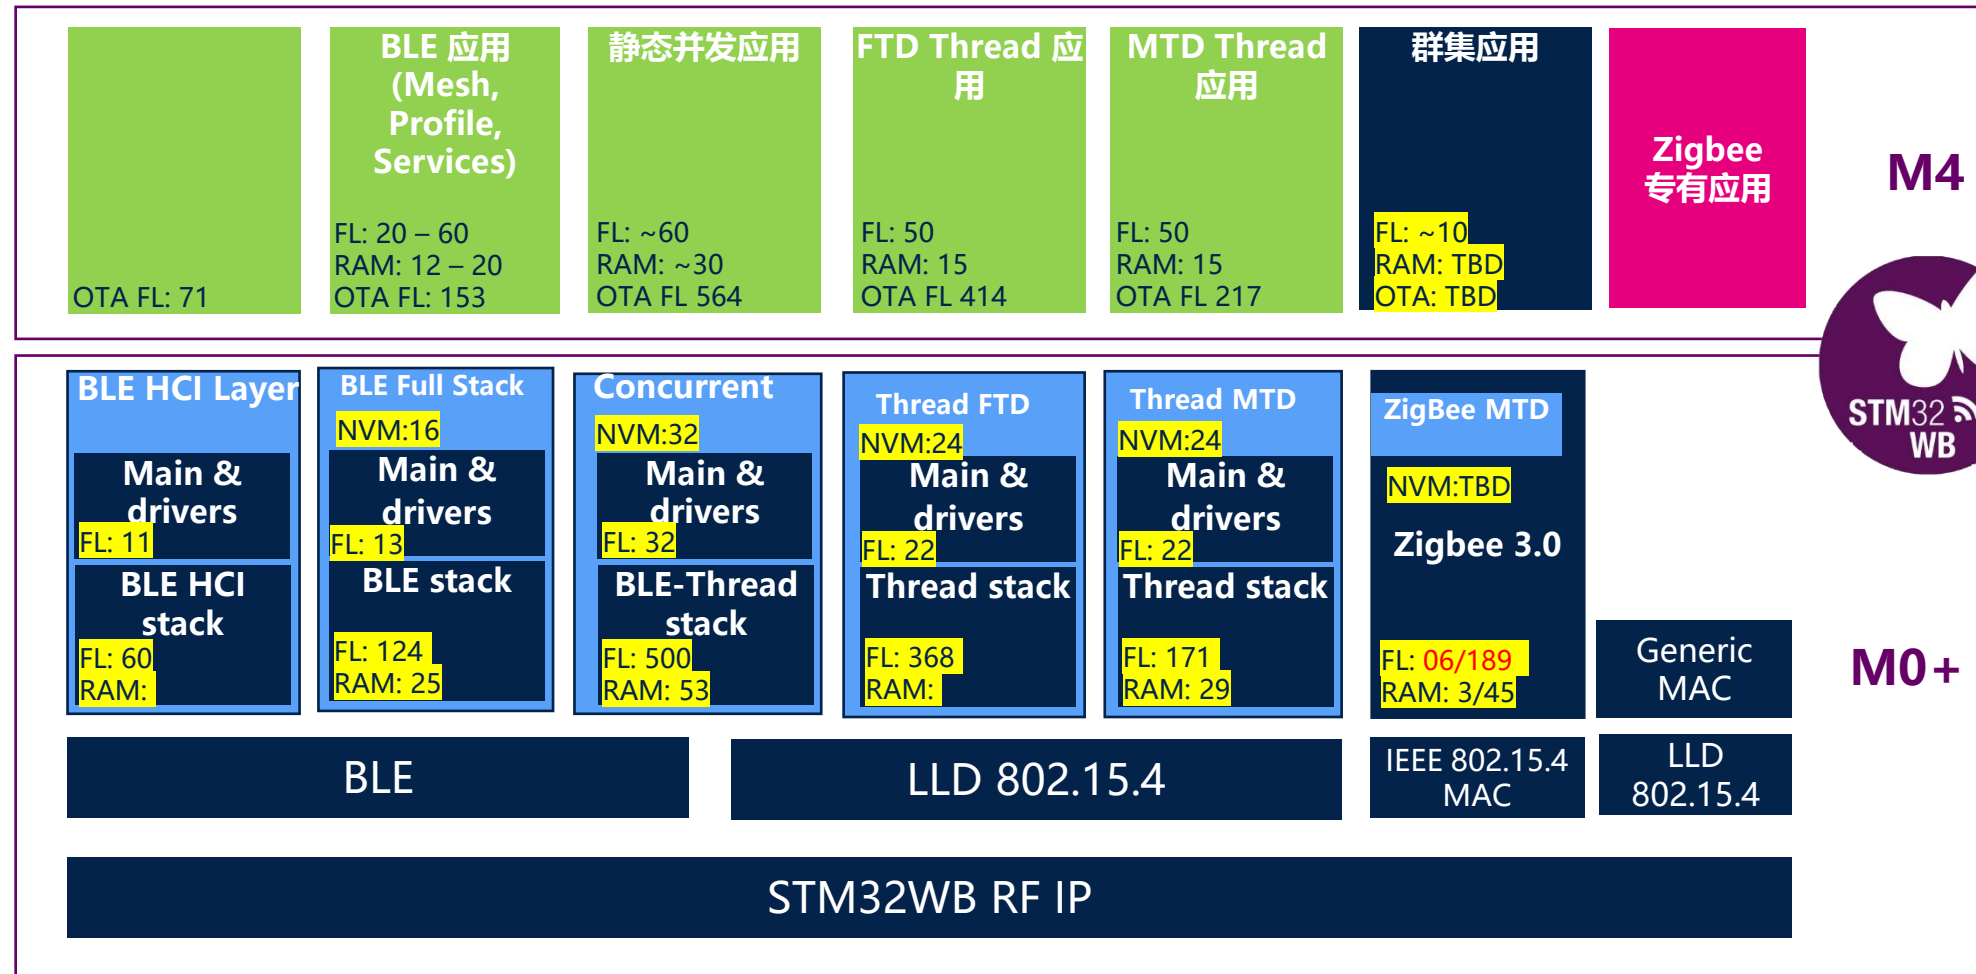 OTA FL: 71
BLE 应用
(Mesh,
Profile,
Services)
FL: 20 – 60
RAM: 12 – 20
OTA FL: 153
静态并发应用
FL: ~60
RAM: ~30
OTA FL 564
FTD Thread 应
用
FL: 50
RAM: 15
OTA FL 414
MTD Thread
应用
FL: 50
RAM: 15
OTA FL 217
群集应用
FL: ~10
RAM: TBD
OTA: TBD
Zigbee
专有应用
M4
STM32
WB
BLE HCI Layer
Main &
drivers
FL: 11
BLE HCI
stack
FL: 60
RAM:
BLE Full Stack
NVM:16
Main &
drivers
FL: 13
BLE stack
FL: 124
RAM: 25
Concurrent
NVM:32
Main &
drivers
FL: 32
BLE-Thread
stack
FL: 500
RAM: 53
Thread FTD
NVM:24
Main &
drivers
FL: 22
Thread stack
FL: 368
RAM:
Thread MTD
NVM:24
Main &
drivers
FL: 22
Thread stack
FL: 171
RAM: 29
ZigBee MTD
NVM:TBD
Zigbee 3.0
FL: 06/189
RAM: 3/45
Generic
MAC
M0+
BLE
LLD 802.15.4
IEEE 802.15.4
MAC
LLD
802.15.4
STM32WB RF IP